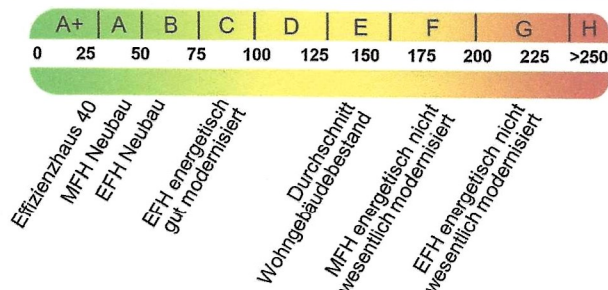 A+ A B C D E F G H
0 25 50 75 100 125 150 175 200 225 >250
Effizienzhaus 40
MFH Neubau
EFH Neubau
EFH energetisch
gut modernisiert
Durchschnitt
Wohngebäudebestand
MFH energetisch nicht
wesentlich modernisiert
EFH energetisch nicht
wesentlich modernisiert